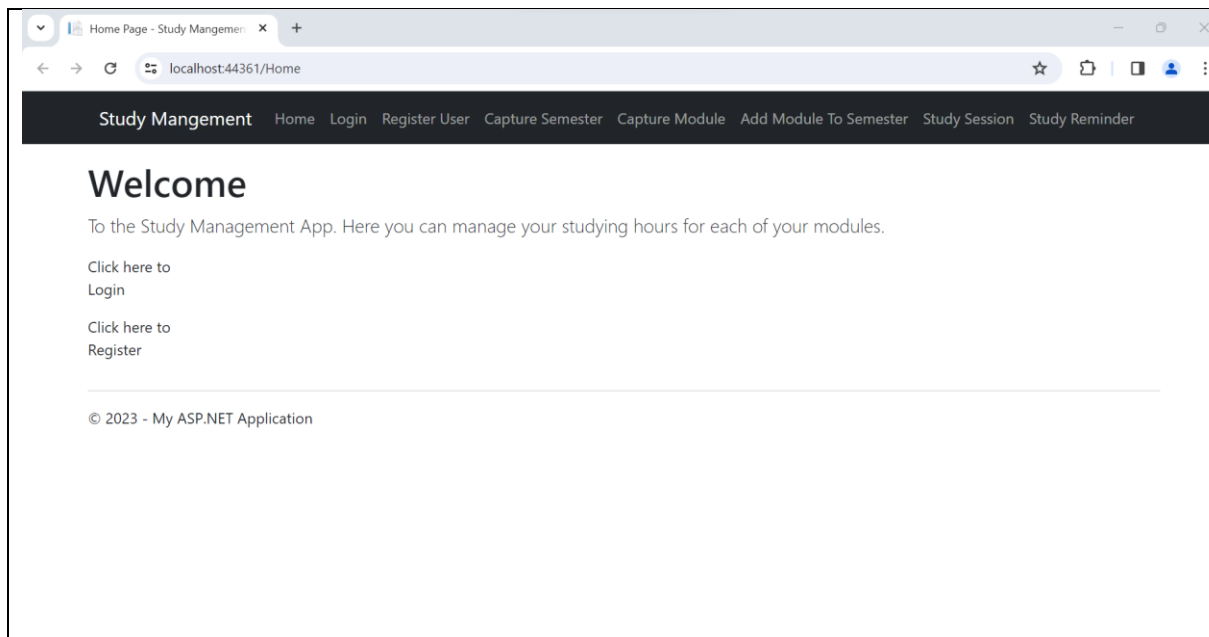 Home Page - Study Mangemen
localhost:44361/Home
Study Mangement Home Login Register User Capture Semester Capture Module Add Module To Semester Study Session Study Reminder
Welcome
To the Study Management App. Here you can manage your studying hours for each of your modules.
Click here to
Login
Click here to
Register
© 2023 - My ASP.NET Application